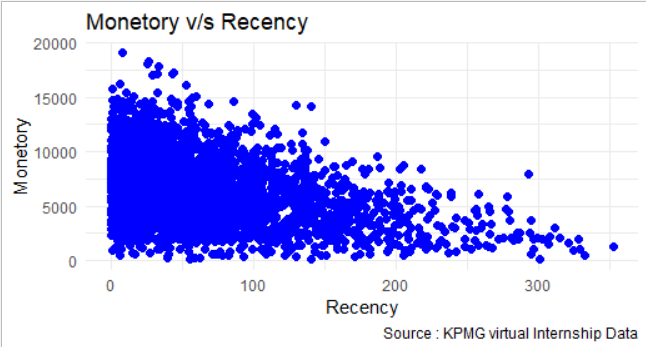 Monetory v/s Recency
20000
15000
10000
5000
0
Monetory
0 100 200 300
Recency
Source : KPMG virtual Internship Data